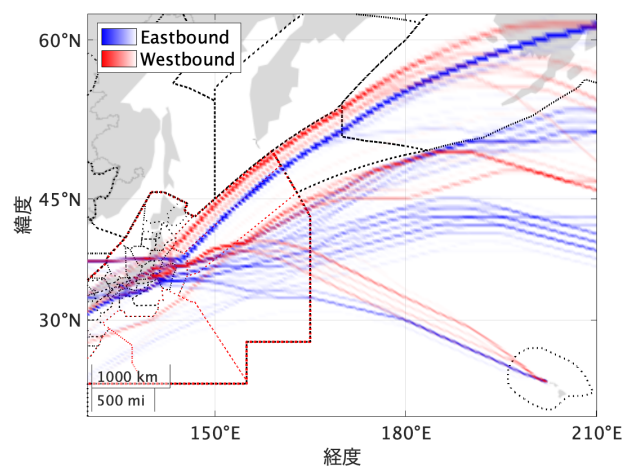 60°N
45°N
30°N
緯度
Eastbound
Westbound
1000 km
500 mi
150°E
180°E
210°E
経度